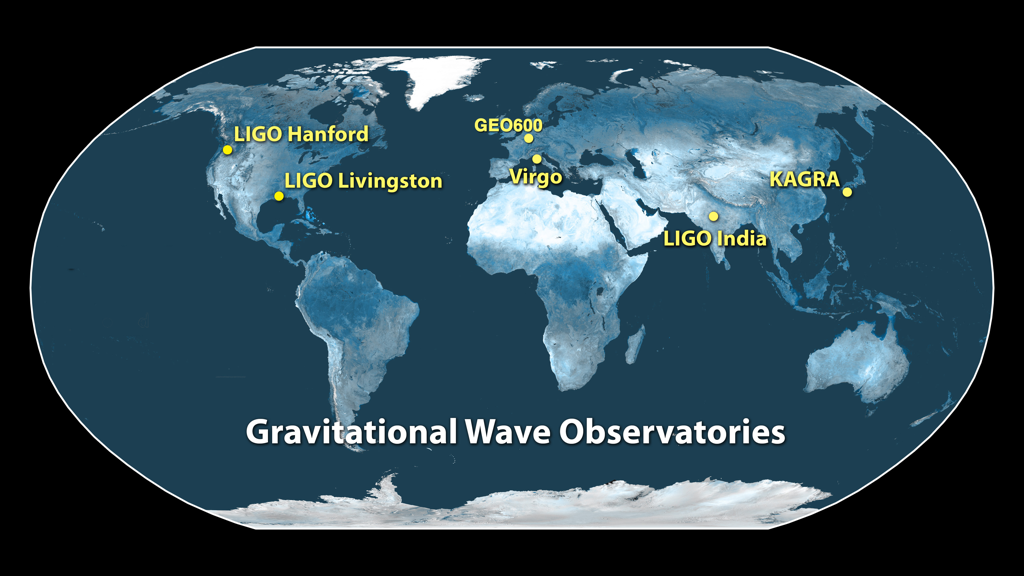 GEO600
LIGO Hanford
Virgo
LIGO Livingston
KAGRA
LIGO India
Gravitational Wave Observatories